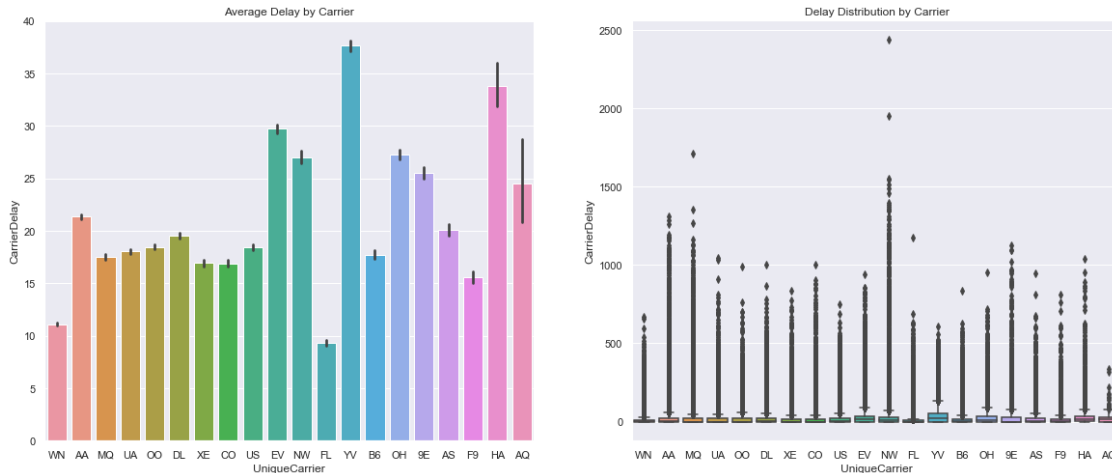 Average Delay by Carrier
40
35
30
25
20
15
10
5
0
CarrierDelay
WN AA MQ UA OO DL XE CO US EV NW FL YV B6 OH 9E AS F9 HA AQ
UniqueCarrier
Delay Distribution by Carrier
2500
2000
1500
1000
500
0
CarrierDelay
WN AA MQ UA OO DL XE CO US EV NW FL YV B6 OH 9E AS F9 HA AQ
UniqueCarrier